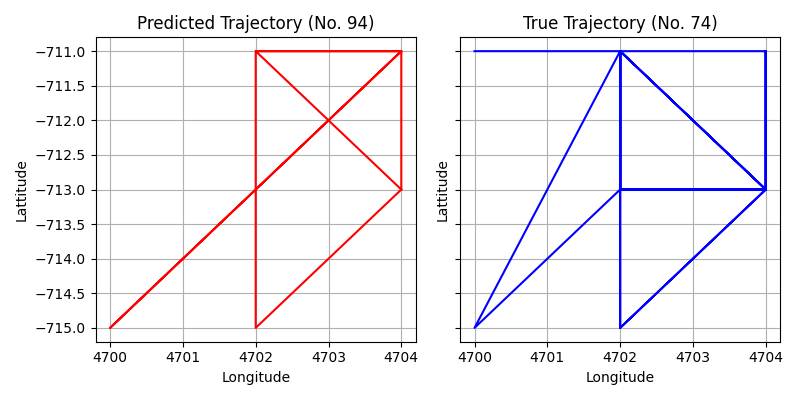 Predicted Trajectory (No. 94)
True Trajectory (No. 74)
−711.0
−711.5
−712.0
−712.5
−713.0
−713.5
−714.0
−714.5
−715.0
Lattitude
Lattitude
4700 4701 4702 4703 4704
4700 4701 4702 4703 4704
Longitude
Longitude